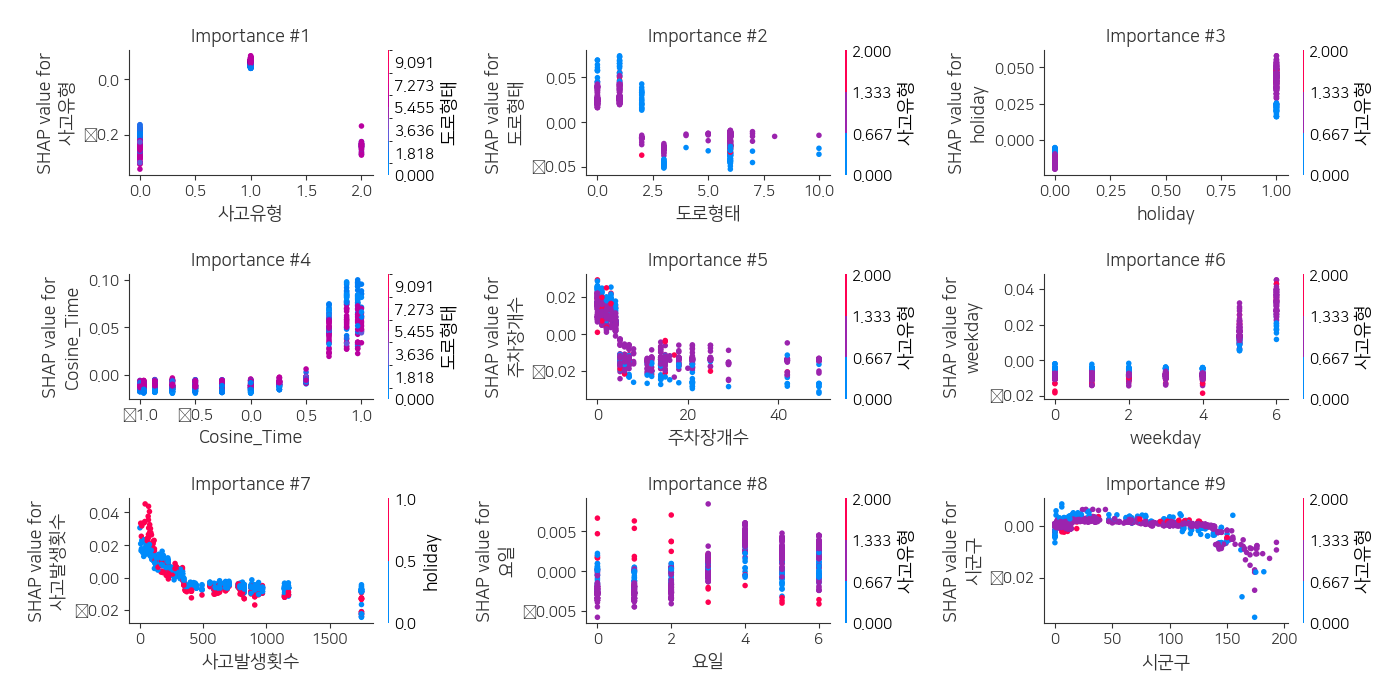 Importance #1
SHAP value for
사고유형
0.0
0.2
0.0
0.5
1.0
1.5
2.0
사고유형
9.091
7.273
5.455
3.636
1.818
0.000
도로형태
Importance #2
SHAP value for
도로형태
0.05
0.00
0.05
0.0
2.5
5.0
7.5
10.0
도로형태
2.000
1.333
0.667
0.000
사고유형
Importance #3
SHAP value for
holiday
0.050
0.025
0.000
0.00
0.25
0.50
0.75
1.00
holiday
2.000
1.333
0.667
0.000
사고유형
Importance #4
SHAP value for
Cosine_Time
0.10
0.05
0.00
1.0
0.5
0.0
0.5
1.0
Cosine_Time
9.091
7.273
5.455
3.636
1.818
0.000
도로형태
Importance #5
SHAP value for
주차장개수
0.02
0.00
0.02
0
20
40
주차장개수
2.000
1.333
0.667
0.000
사고유형
Importance #6
SHAP value for
weekday
0.04
0.02
0.00
0.02
0
2
4
6
weekday
2.000
1.333
0.667
0.000
사고유형
Importance #7
SHAP value for
사고발생횟수
0.04
0.02
0.00
0.02
0
500
1000
1500
사고발생횟수
1.0
0.5
0.0
holiday
Importance #8
SHAP value for
요일
0.005
0.000
0.005
0
2
4
6
요일
2.000
1.333
0.667
0.000
사고유형
Importance #9
SHAP value for
시군구
0.00
0.02
0
50
100
150
200
시군구
2.000
1.333
0.667
0.000
사고유형